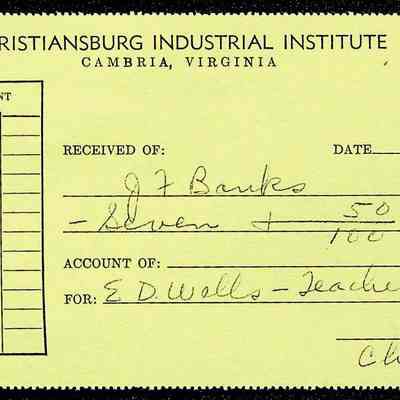 RISTIANSBURG INDUSTRIAL INSTITUTE
CAMBRIA, VIRGINIA
NT
RECEIVED OF: DATE
J F Banks
- Seven + 50/100
ACCOUNT OF:
FOR: E. D. Wells - Teache
Ch